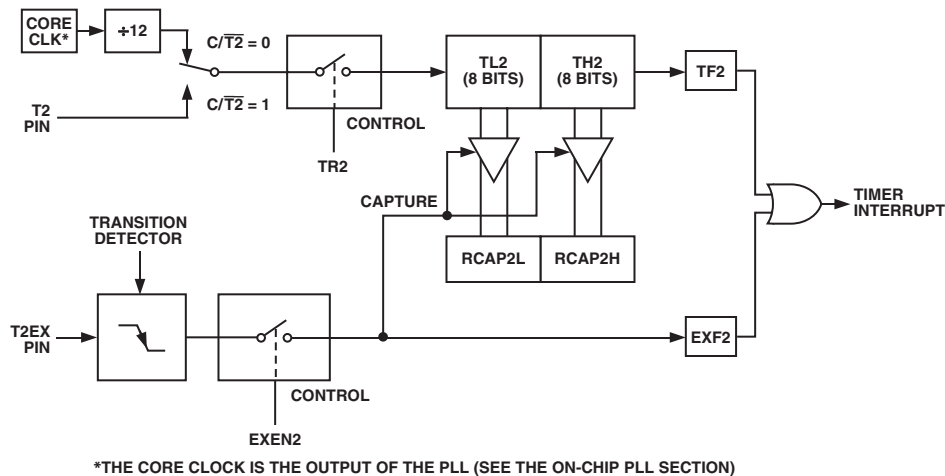 CORE
CLK*
÷12
C/T2 = 0
C/T2 = 1
T2
PIN
CONTROL
TR2
TL2
(8 BITS)
TH2
(8 BITS)
TF2
CAPTURE
TIMER
INTERRUPT
TRANSITION
DETECTOR
RCAP2L
RCAP2H
T2EX
PIN
EXF2
CONTROL
EXEN2
*THE CORE CLOCK IS THE OUTPUT OF THE PLL (SEE THE ON-CHIP PLL SECTION)